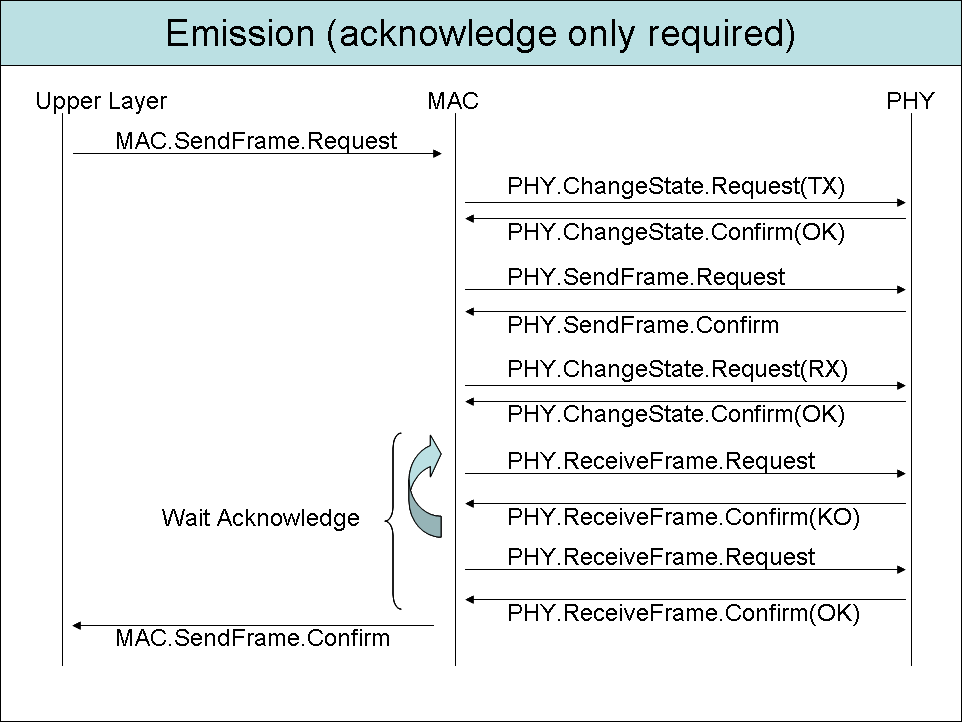 Emission (acknowledge only required)
Upper Layer
MAC
PHY
MAC.SendFrame.Request
PHY.ChangeState.Request(TX)
PHY.ChangeState.Confirm(OK)
PHY.SendFrame.Request
PHY.SendFrame.Confirm
PHY.ChangeState.Request(RX)
PHY.ChangeState.Confirm(OK)
PHY.ReceiveFrame.Request
Wait Acknowledge
PHY.ReceiveFrame.Confirm(KO)
PHY.ReceiveFrame.Request
PHY.ReceiveFrame.Confirm(OK)
MAC.SendFrame.Confirm